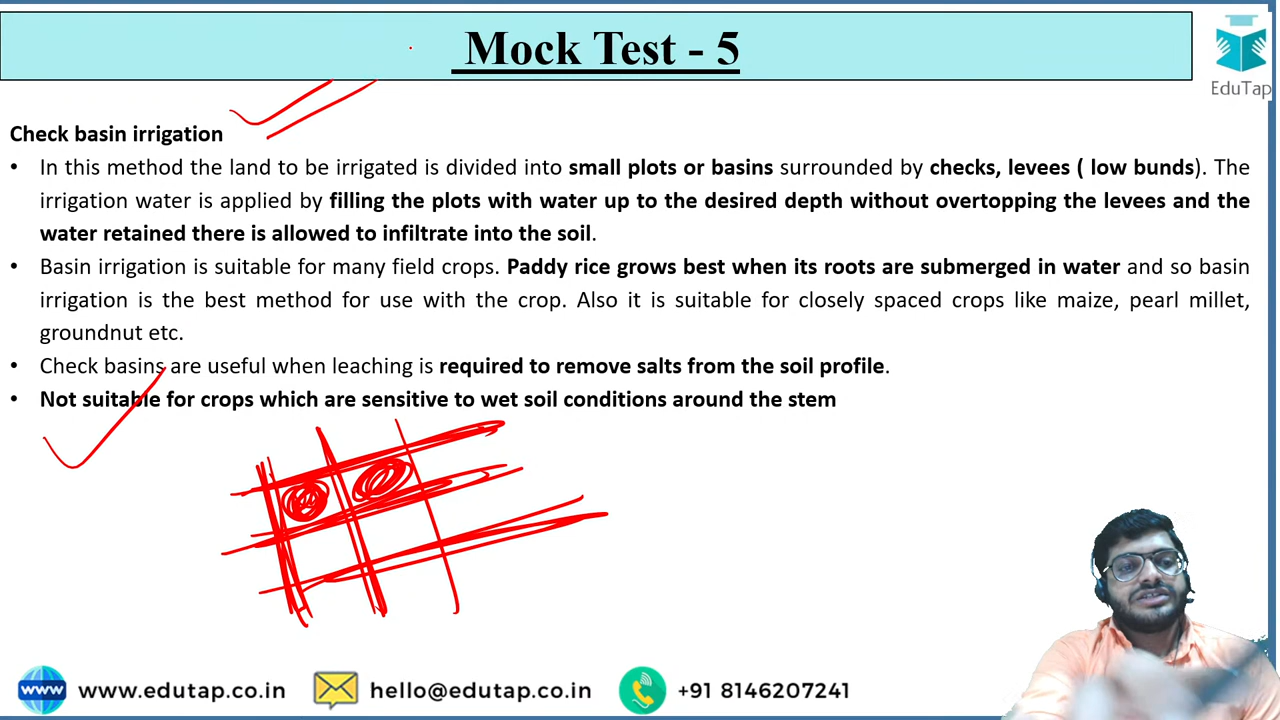 Mock Test - 5
EduTap
Check basin irrigation
• In this method the land to be irrigated is divided into small plots or basins surrounded by checks, levees ( low bunds). The
irrigation water is applied by filling the plots with water up to the desired depth without overtopping the levees and the
water retained there is allowed to infiltrate into the soil.
• Basin irrigation is suitable for many field crops. Paddy rice grows best when its roots are submerged in water and so basin
irrigation is the best method for use with the crop. Also it is suitable for closely spaced crops like maize, pearl millet,
groundnut etc.
• Check basins are useful when leaching is required to remove salts from the soil profile.
• Not suitable for crops which are sensitive to wet soil conditions around the stem
www www.edutap.co.in hello@edutap.co.in +91 8146207241